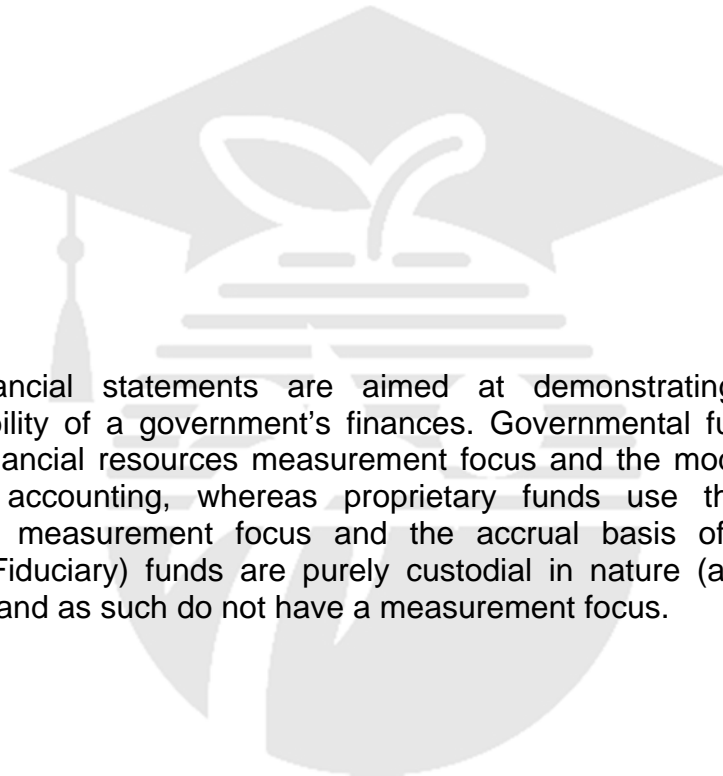 ancial statements are aimed at demonstrating
bility of a government’s finances. Governmental fu
ancial resources measurement focus and the mod
accounting, whereas proprietary funds use th
measurement focus and the accrual basis of
Fiduciary) funds are purely custodial in nature (a
and as such do not have a measurement focus.